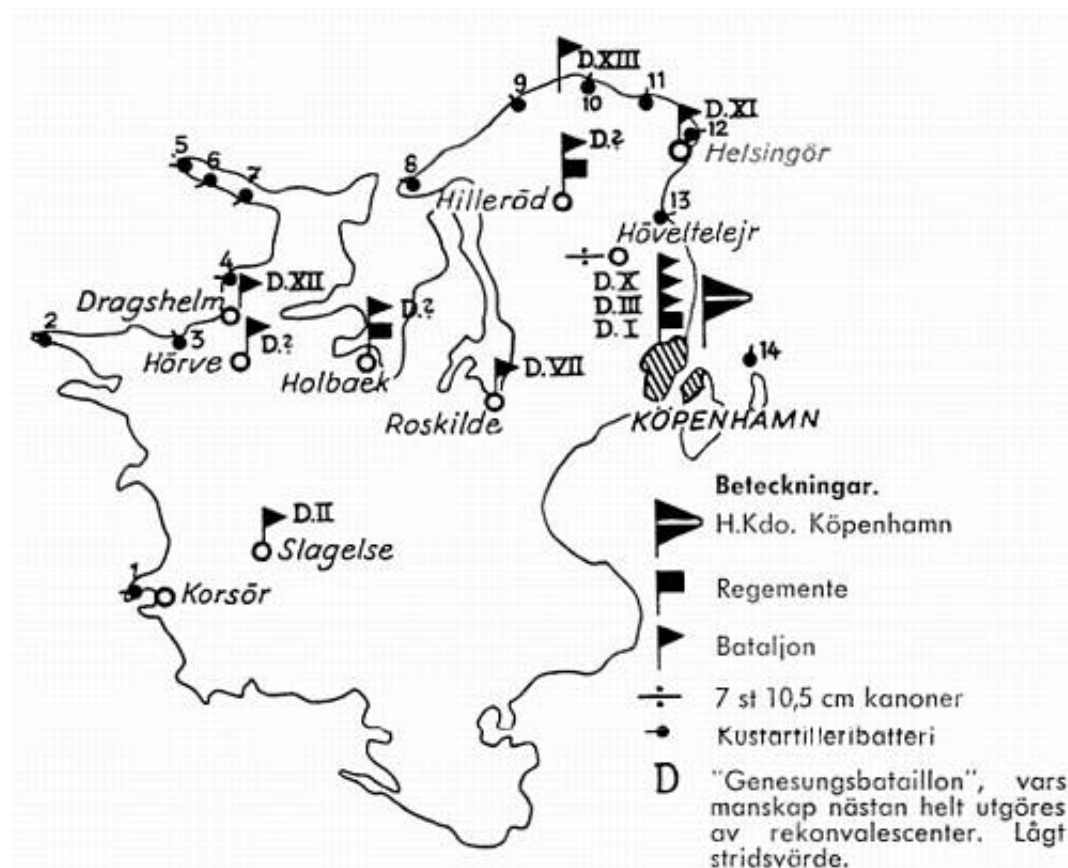 D.XIII
9
10
11
D.XI
12
Helsingör
5
6
7
8
D.?
Hilleröd
13
Höveltelejr
4
D.XII
Dragshelm
D.X
D.III
D.I
2
3
D.?
Hörve
D.?
Holbaek
D.VII
Roskilde
14
KÖPENHAMN
D.II
Slagelse
1
Korsör
Beteckningar.
H.Kdo. Köpenhamn
Regemente
Bataljon
7 st 10,5 cm kanoner
Kustartilleribatteri
D "Genesungsbataillon", vars
manskap nästan helt utgöres
av rekonvalescenter. Lågt
stridsvärde.